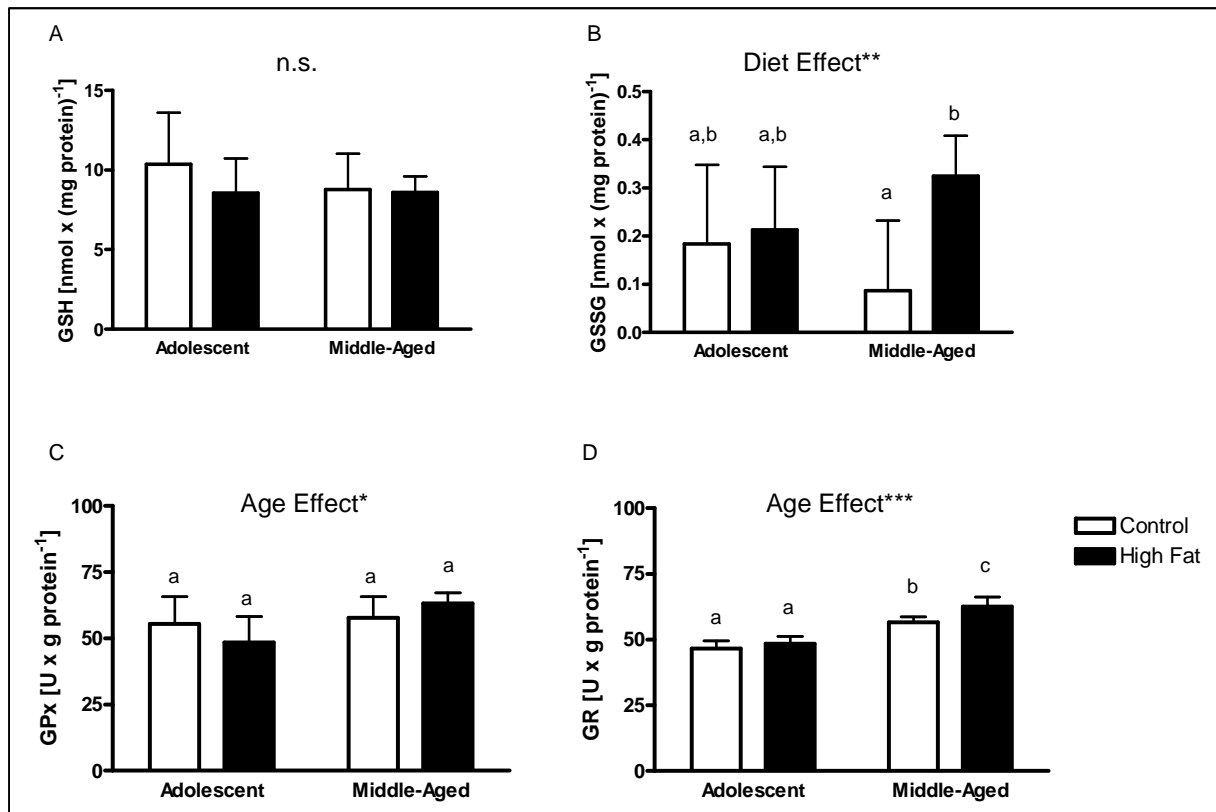 A
n.s.
GSH [nmol x (mg protein)⁻¹
15
10
5
0
Adolescent Middle-Aged
B
Diet Effect**
GSSG [nmol x (mg protein)⁻¹
0.5
0.4
0.3
0.2
0.1
0.0
a,b a,b a b
Adolescent Middle-Aged
C
Age Effect*
GPx [U x g protein⁻¹]
100
75
50
25
0
a a a a
Adolescent Middle-Aged
D
Age Effect***
GR [U x g protein⁻¹]
100
75
50
25
0
a a b c
Adolescent Middle-Aged
Control
High Fat